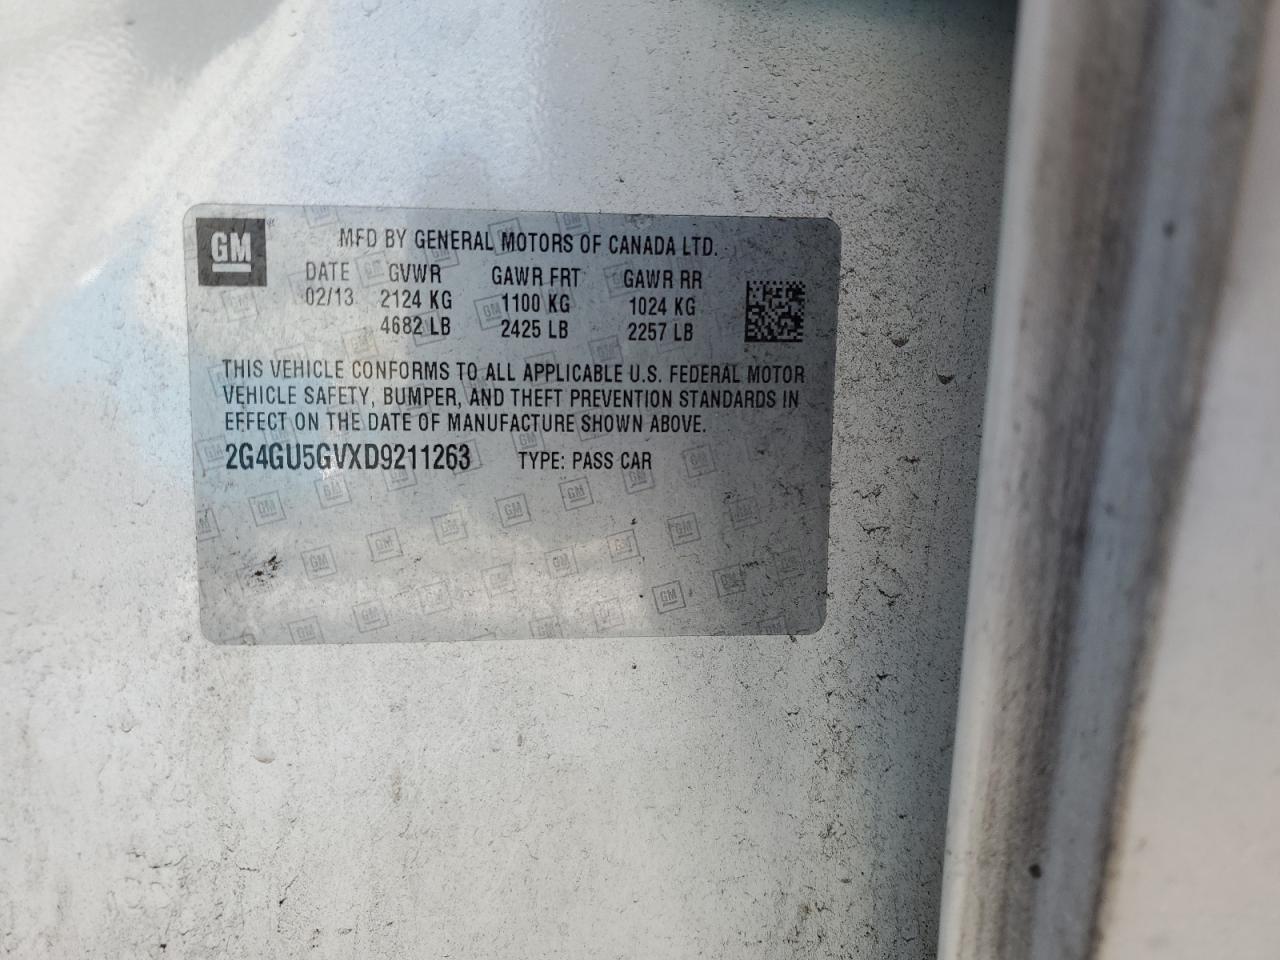 GM
MFD BY GENERAL MOTORS OF CANADA LTD.
DATE GVWR GAWR FRT GAWR RR
02/13 2124 KG 1100 KG 1024 KG
4682 LB 2425 LB 2257 LB
THIS VEHICLE CONFORMS TO ALL APPLICABLE U.S. FEDERAL MOTOR
VEHICLE SAFETY, BUMPER, AND THEFT PREVENTION STANDARDS IN
EFFECT ON THE DATE OF MANUFACTURE SHOWN ABOVE.
2G4GU5GVXD9211263 TYPE: PASS CAR